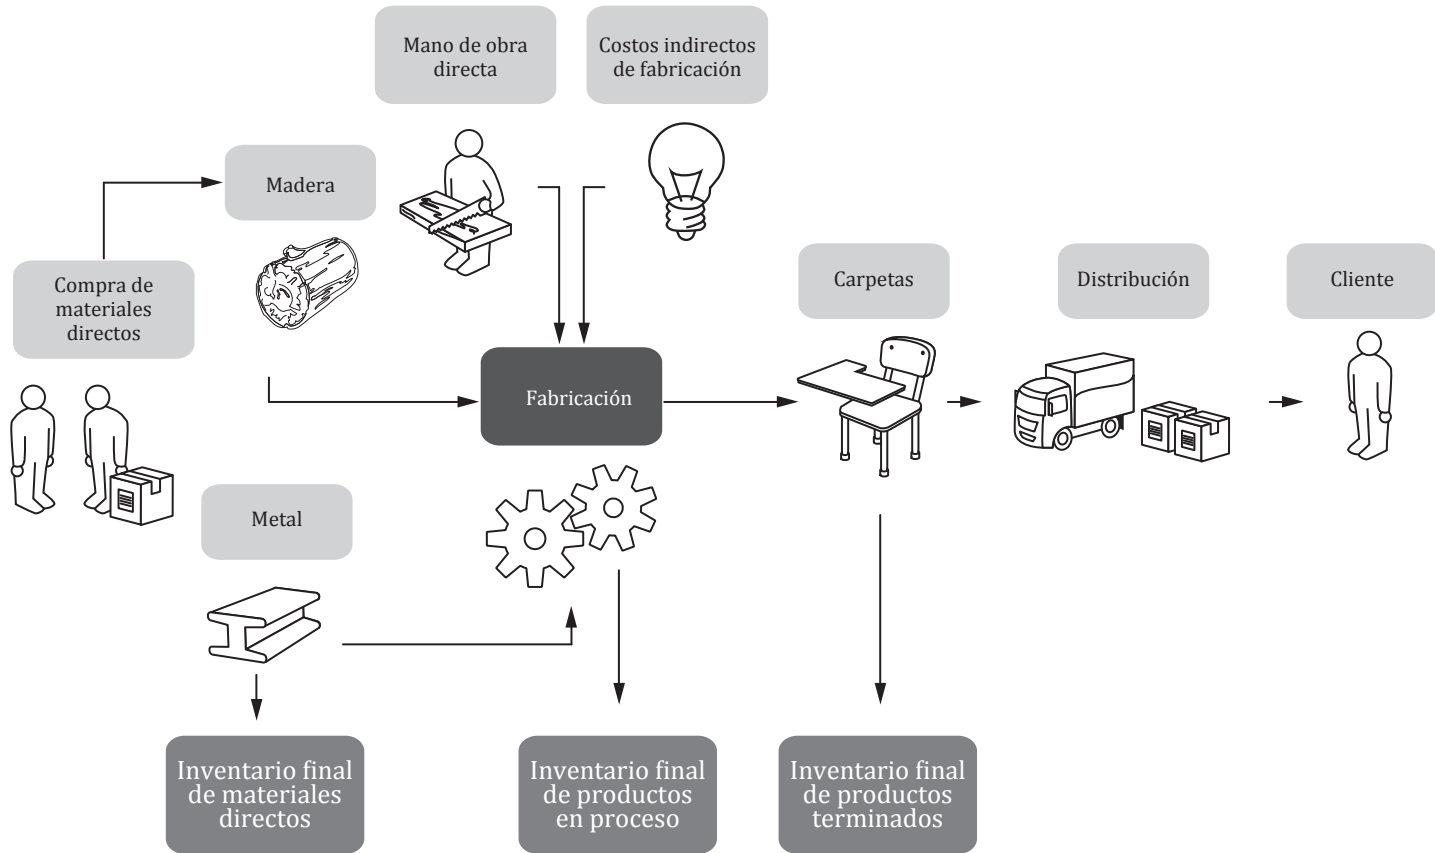 Mano de obra
directa
Costos indirectos
de fabricación
Madera
Compra de
materiales
directos
Carpetas
Distribución
Cliente
Fabricación
Metal
Inventario final
de materiales
directos
Inventario final
de productos
en proceso
Inventario final
de productos
terminados